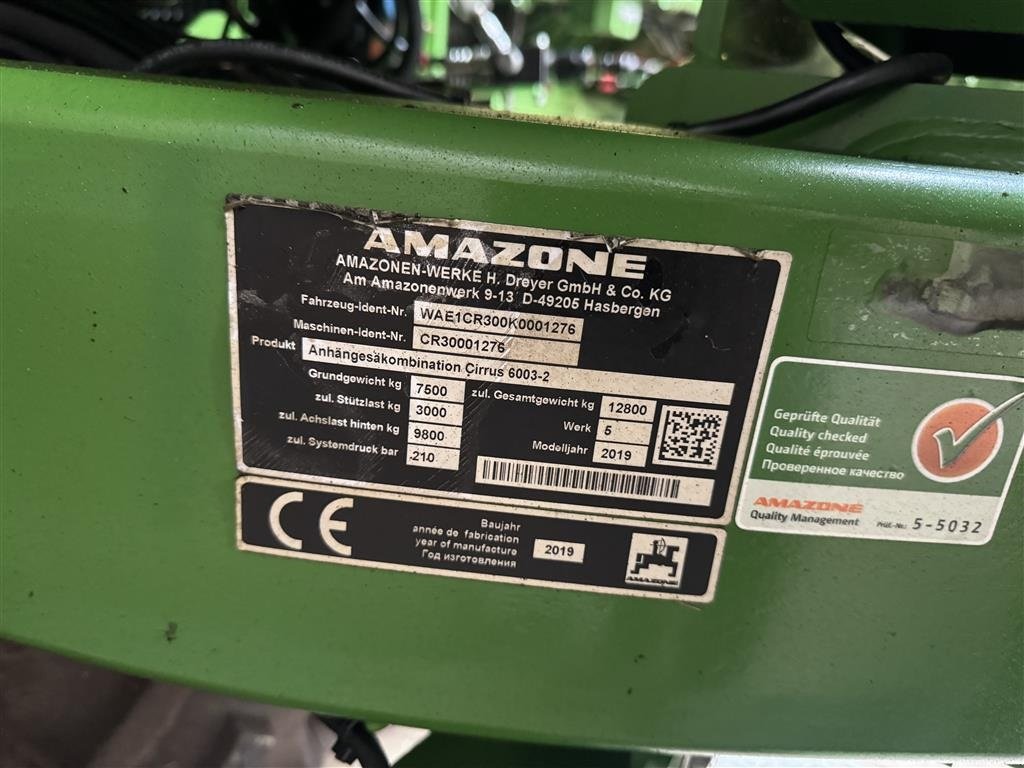 AMAZONE
AMAZONEN-WERKE H. Dreyer GmbH & Co. KG
Am Amazonenwerk 9-13 D-49205 Hasbergen
Fahrzeug-ident-Nr. WAE1CR300K0001276
Maschinen-ident-Nr. CR30001276
Produkt Anhängesäkombination Cirrus 6003-2
Grundgewicht kg 7500
zul. Gesamtgewicht kg 12800
zul. Stützlast kg 3000
Werk 5
zul. Achslast hinten kg 9800
Modelljahr 2019
zul. Systemdruck bar 210
CE
Baujahr
année de fabrication
year of manufacture
Год изготовления
2019
AMAZONE
Geprüfte Qualität
Quality checked
Qualité éprouvée
Проверенное качество
AMAZONE
Quality Management
Prüf.-Nr.: 5-5032